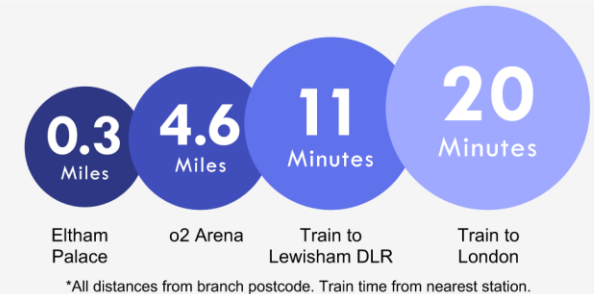 0.3
Miles
4.6
Miles
11
Minutes
20
Minutes
Eltham
Palace
o2 Arena
Train to
Lewisham DLR
Train to
London
*All distances from branch postcode. Train time from nearest station.